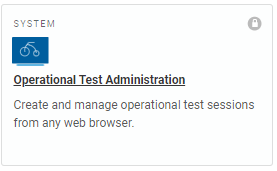 SYSTEM
Operational Test Administration
Create and manage operational test sessions
from any web browser.